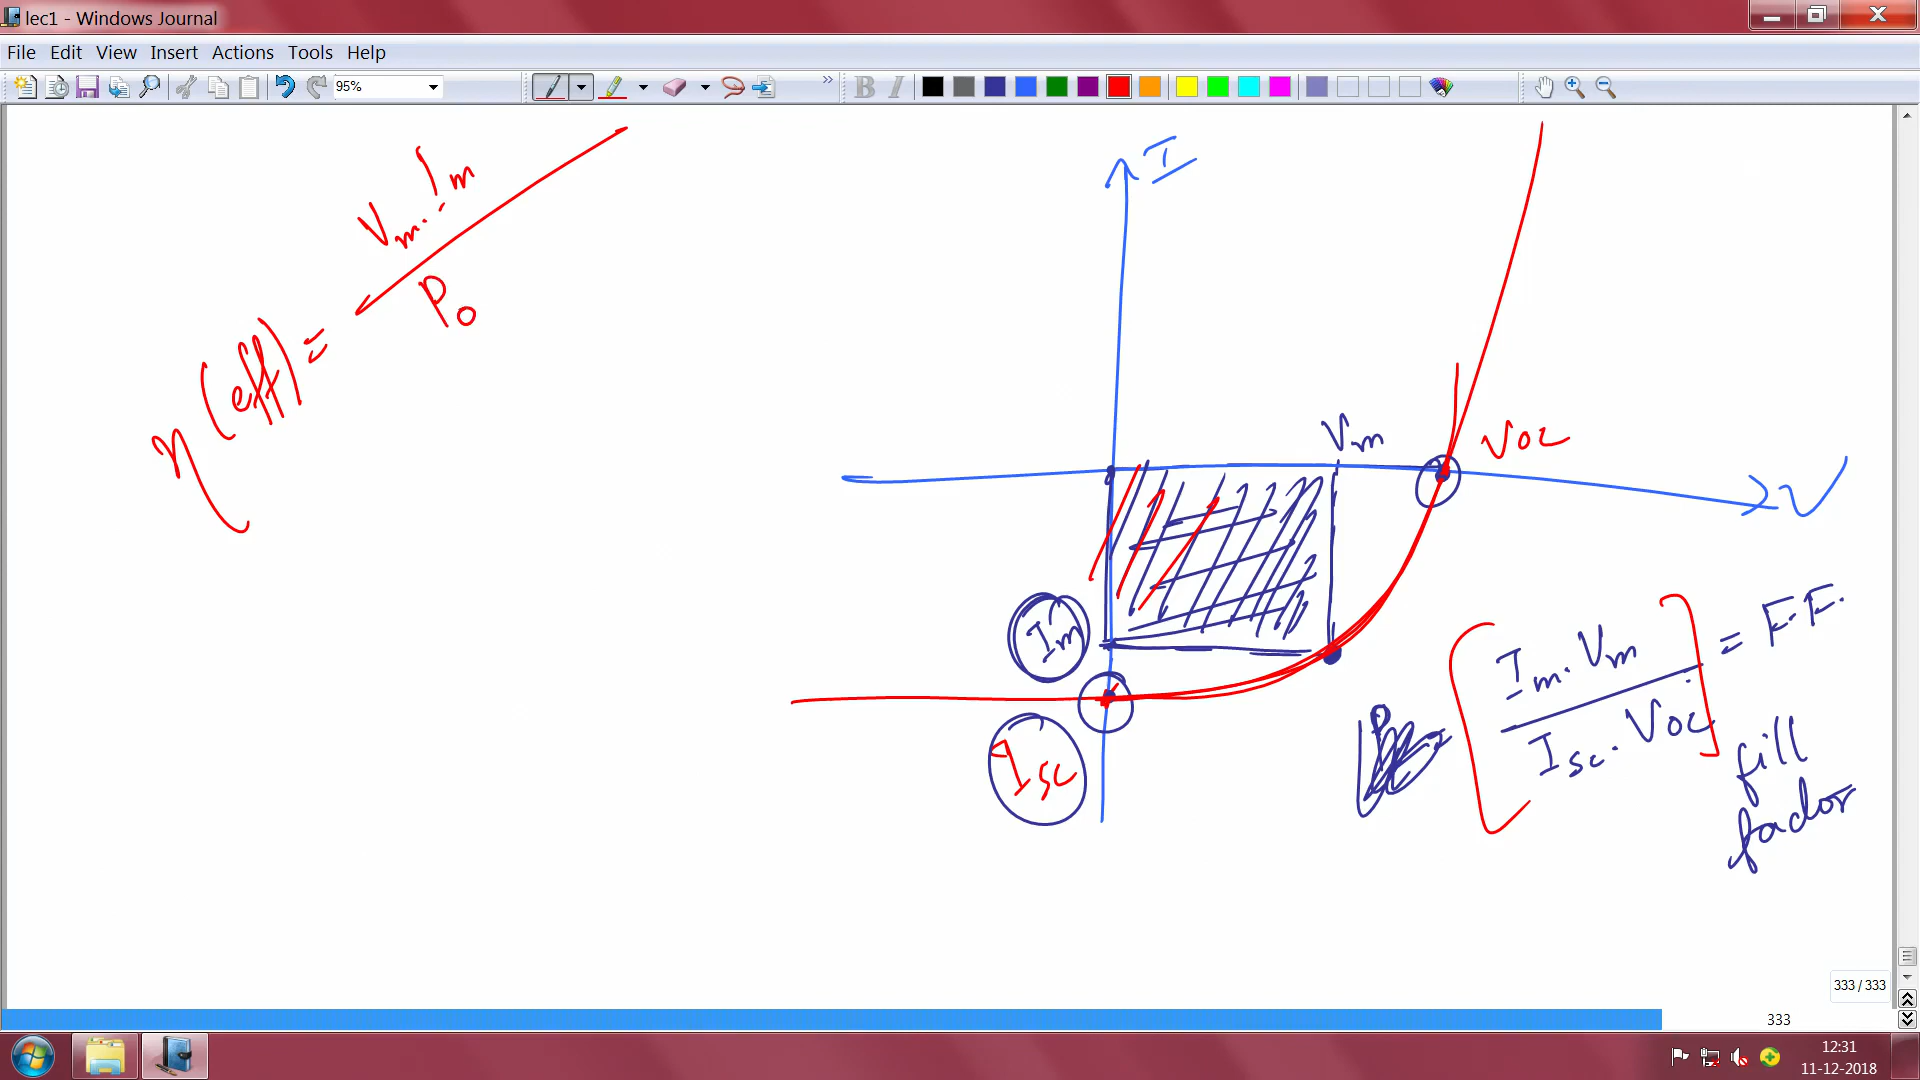 lec1 - Windows Journal
File Edit View Insert Actions Tools Help
95%
η (eff) =
Vm . Im
P0
I
Vm
Voc
V
Im
Isc
Im . Vm
Isc . Voc
= F.F.
fill
factor
333 / 333
333
12:31
11-12-2018